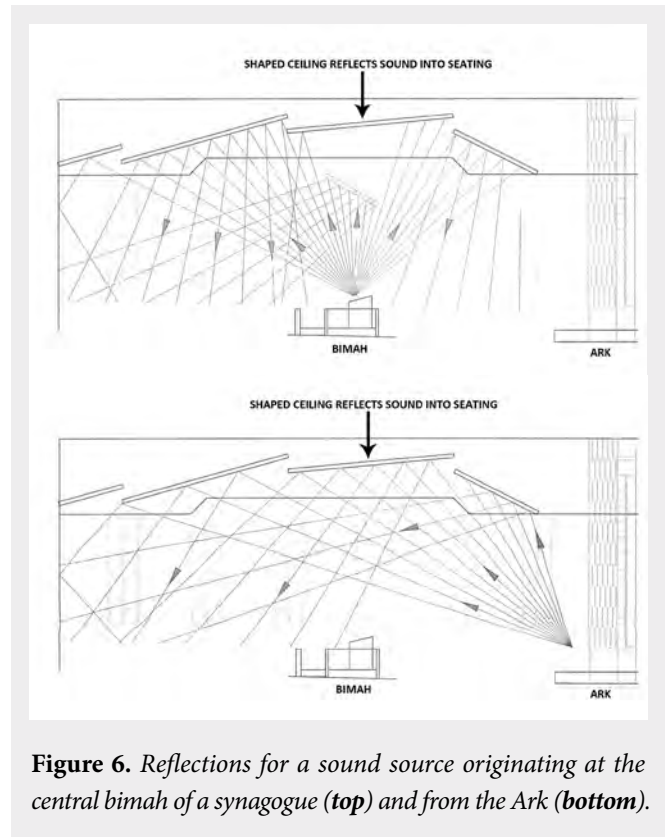 SHAPED CEILING REFLECTS SOUND INTO SEATING
BIMAH
ARK
SHAPED CEILING REFLECTS SOUND INTO SEATING
BIMAH
ARK
Figure 6. Reflections for a sound source originating at the
central bimah of a synagogue (top) and from the Ark (bottom).